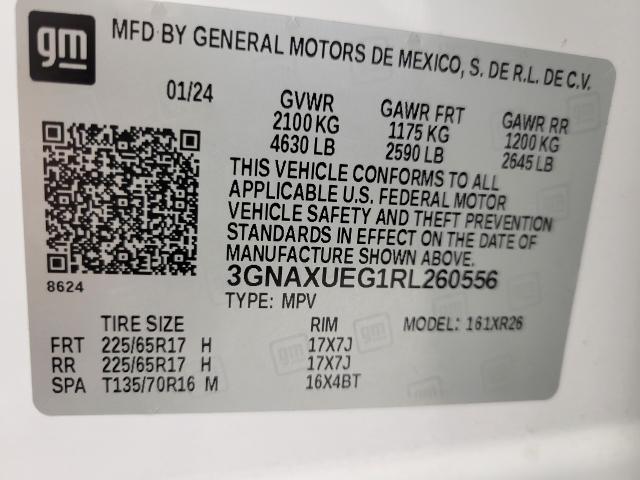 gm
MFD BY GENERAL MOTORS DE MEXICO, S. DE R.L. DE C.V.
01/24 GVWR GAWR FRT GAWR RR
2100 KG 1175 KG 1200 KG
4630 LB 2590 LB 2645 LB
THIS VEHICLE CONFORMS TO ALL
APPLICABLE U.S. FEDERAL MOTOR
VEHICLE SAFETY AND THEFT PREVENTION
STANDARDS IN EFFECT ON THE DATE OF
MANUFACTURE SHOWN ABOVE.
8624
3GNAXUEG1RL260556
TYPE: MPV
TIRE SIZE RIM MODEL: 161XR26
FRT 225/65R17 H 17X7J
RR 225/65R17 H 17X7J
SPA T135/70R16 M 16X4BT